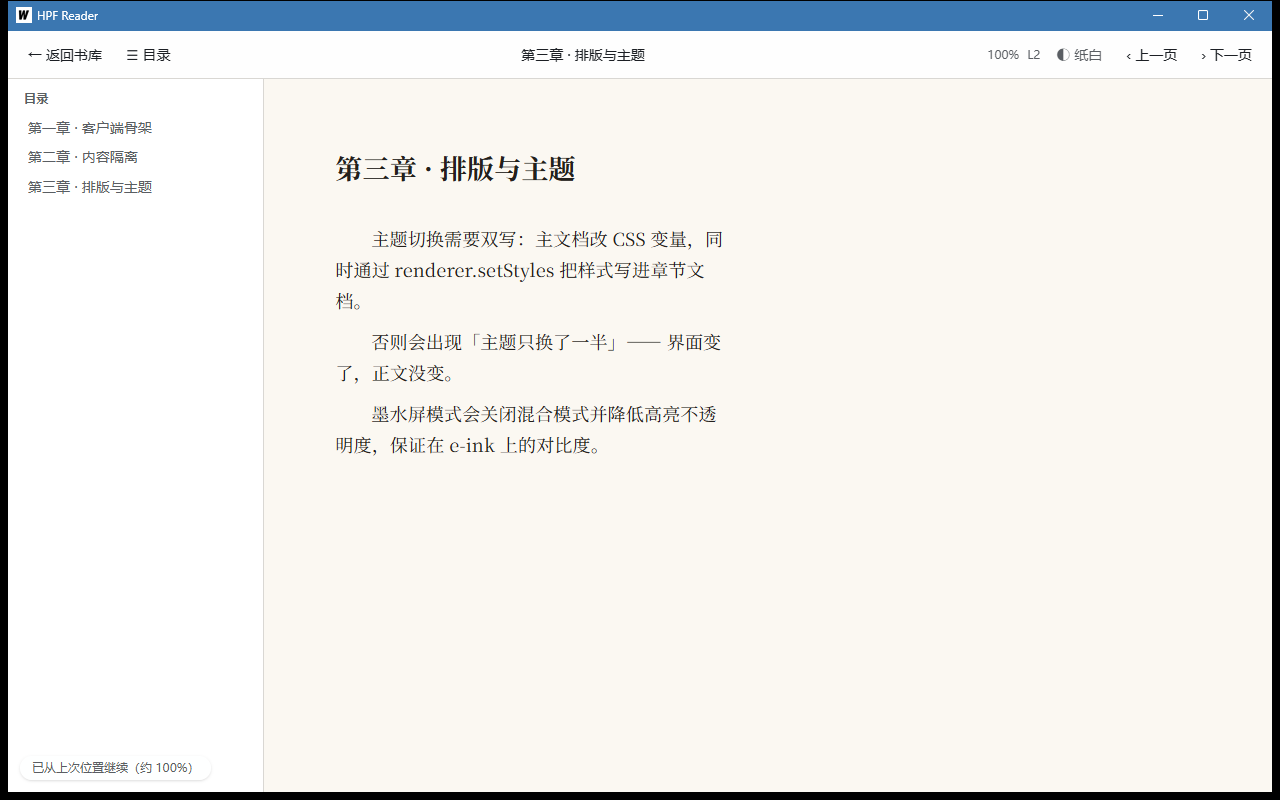 W HPF Reader
← 返回书库 ☰ 目录 第三章 · 排版与主题 100% L2 纸白 ‹ 上一页 › 下一页
目录
第一章 · 客户端骨架
第二章 · 内容隔离
第三章 · 排版与主题
第三章 · 排版与主题
主题切换需要双写：主文档改 CSS 变量，同
时通过 renderer.setStyles 把样式写进章节文
档。
否则会出现「主题只换了一半」—— 界面变
了，正文没变。
墨水屏模式会关闭混合模式并降低高亮不透
明度，保证在 e-ink 上的对比度。
已从上次位置继续（约 100%）